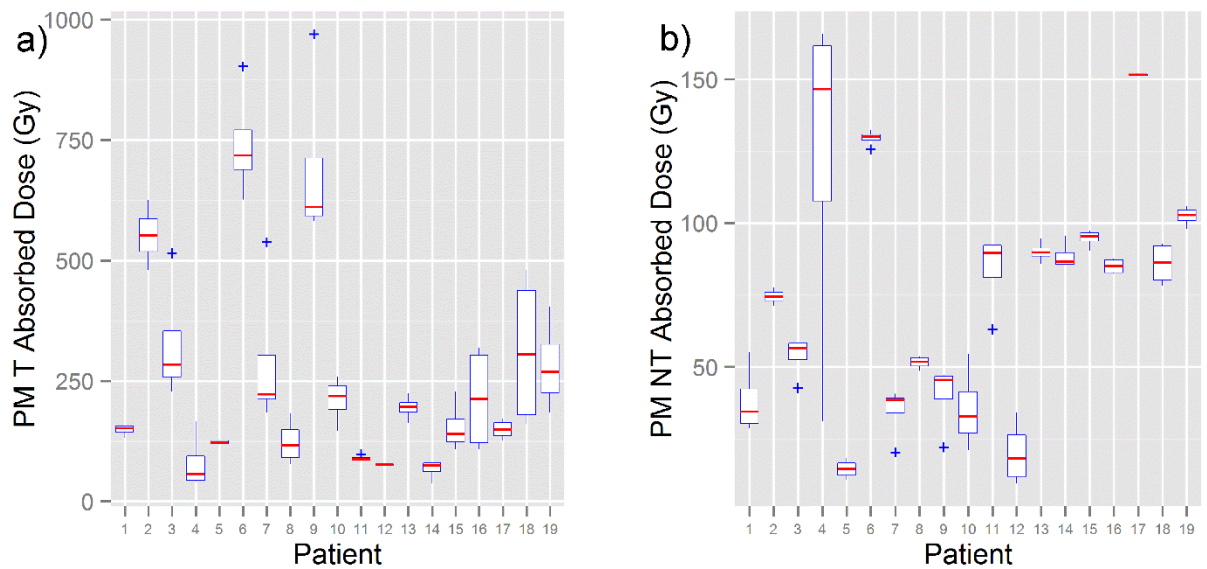 a)
PM T Absorbed Dose (Gy)
1000
750
500
250
0
1 2 3 4 5 6 7 8 9 10 11 12 13 14 15 16 17 18 19
Patient
b)
PM NT Absorbed Dose (Gy)
150
100
50
1 2 3 4 5 6 7 8 9 10 11 12 13 14 15 16 17 18 19
Patient